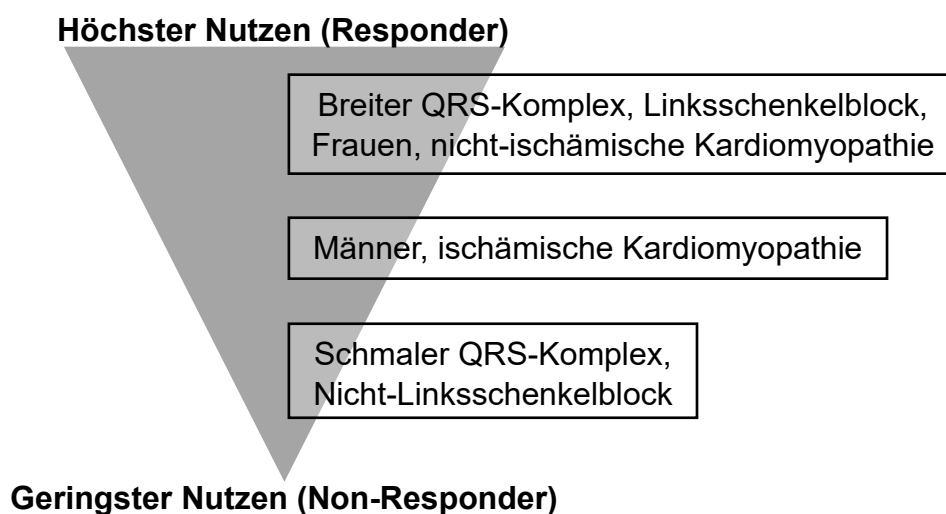 Höchster Nutzen (Responder)
Breiter QRS-Komplex, Linksschenkelblock,
Frauen, nicht-ischämische Kardiomyopathie
Männer, ischämische Kardiomyopathie
Schmaler QRS-Komplex,
Nicht-Linksschenkelblock
Geringster Nutzen (Non-Responder)